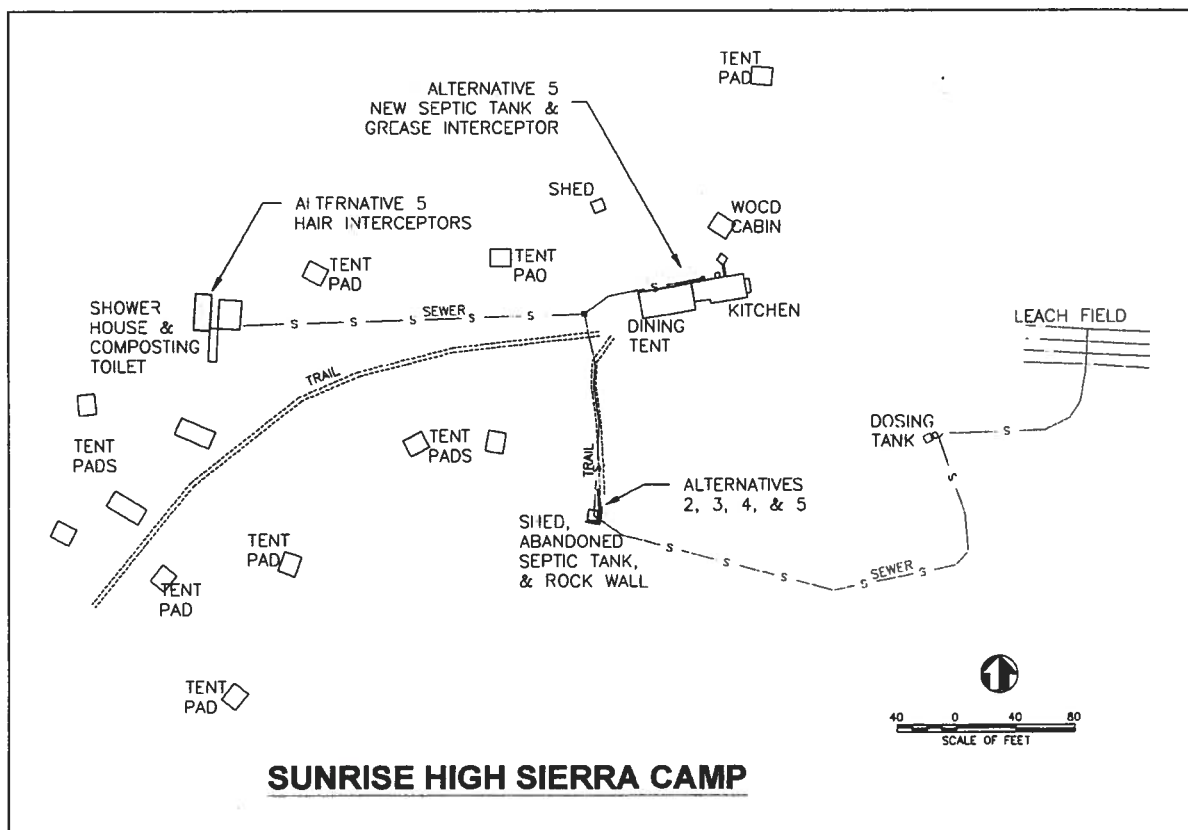 TENT
PAD
ALTERNATIVE 5
NEW SEPTIC TANK &
GREASE INTERCEPTOR
SHED
WOCD
CABIN
AITFRNATIVE 5
HAIR INTERCEPTORS
TENT
PAD
TENT
PAO
SHOWER
HOUSE &
COMPOSTING
TOILET
S
S
S
SEWER
S
S
S
DINING
TENT
KITCHEN
LEACH FIELD
TRAIL
TENT
PADS
TENT
PADS
DOSING
TANK
S
S
TRAIL
S
ALTERNATIVES
2, 3, 4, & 5
SHED,
ABANDONED
SEPTIC TANK,
& ROCK WALL
S
S
S
S
SEWER
S
S
TENT
PAD
TENT
PAD
TENT
PAD
40 0 40 80
SCALE OF FEET
SUNRISE HIGH SIERRA CAMP